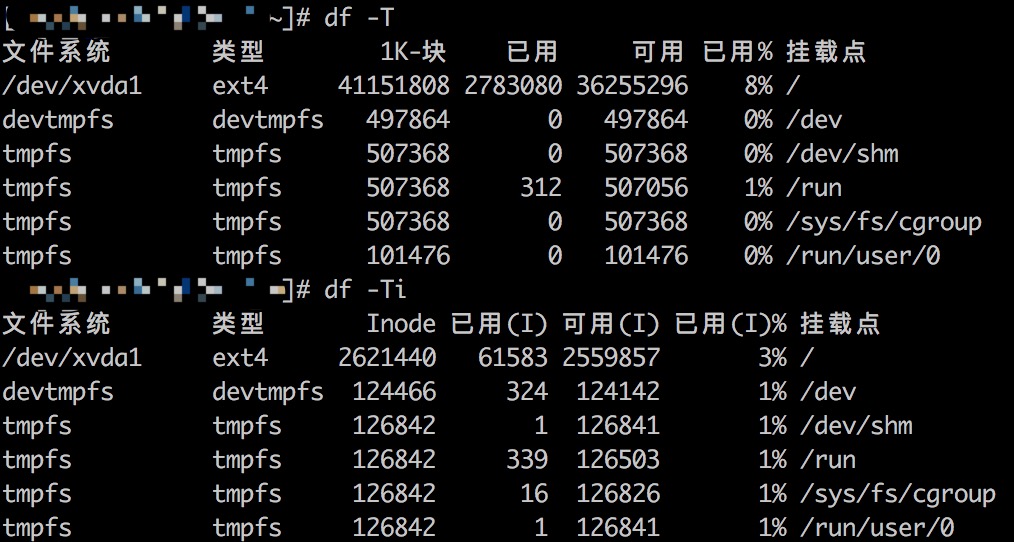 [ ~]# df -T
文件系统 类型 1K-块 已用 可用 已用% 挂载点
/dev/xvda1 ext4 41151808 2783080 36255296 8% /
devtmpfs devtmpfs 497864 0 497864 0% /dev
tmpfs tmpfs 507368 0 507368 0% /dev/shm
tmpfs tmpfs 507368 312 507056 1% /run
tmpfs tmpfs 507368 0 507368 0% /sys/fs/cgroup
tmpfs tmpfs 101476 0 101476 0% /run/user/0
]# df -Ti
文件系统 类型 Inode 已用(I) 可用(I) 已用(I)% 挂载点
/dev/xvda1 ext4 2621440 61583 2559857 3% /
devtmpfs devtmpfs 124466 324 124142 1% /dev
tmpfs tmpfs 126842 1 126841 1% /dev/shm
tmpfs tmpfs 126842 339 126503 1% /run
tmpfs tmpfs 126842 16 126826 1% /sys/fs/cgroup
tmpfs tmpfs 126842 1 126841 1% /run/user/0